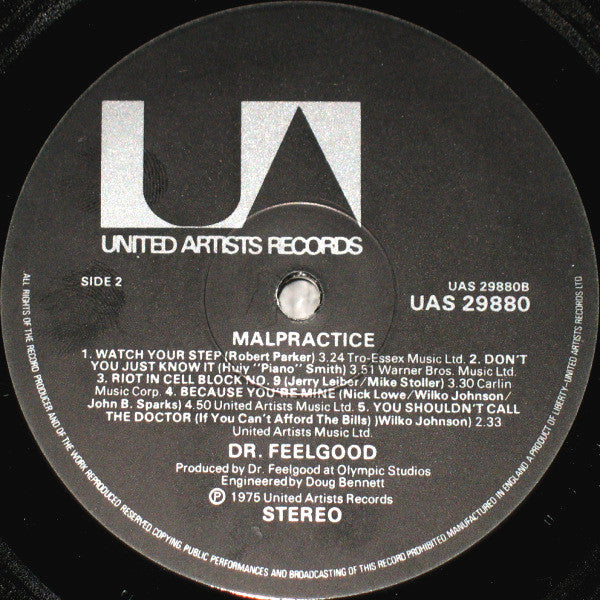 UA
UNITED ARTISTS RECORDS
SIDE 2
UAS 29880B
UAS 29880
MALPRACTICE
1. WATCH YOUR STEP (Robert Parker) 3.24 Tro-Essex Music Ltd. 2. DON'T
YOU JUST KNOW IT (Huiy "Piano" Smith) 3.51 Warner Bros. Music Ltd.
3. RIOT IN CELL BLOCK NO. 9 (Jerry Leiber/Mike Stoller) 3.30 Carlin
Music Corp. 4. BECAUSE YOU'RE MINE (Nick Lowe/Wilko Johnson/
John B. Sparks) 4.50 United Artists Music Ltd. 5. YOU SHOULDN'T CALL
THE DOCTOR (If You Can't Afford The Bills) (Wilko Johnson) 2.33
United Artists Music Ltd.
DR. FEELGOOD
Produced by Dr. Feelgood at Olympic Studios
Engineered by Doug Bennett
Ⓟ 1975 United Artists Records
STEREO
ALL RIGHTS OF THE RECORD PRODUCER AND OF THE WORK REPRODUCED RESERVED COPYING, PUBLIC PERFORMANCES AND BROADCASTING OF THIS RECORD PROHIBITED MANUFACTURED IN ENGLAND. A PRODUCT OF LIBERTY-UNITED ARTISTS RECORDS LTD.